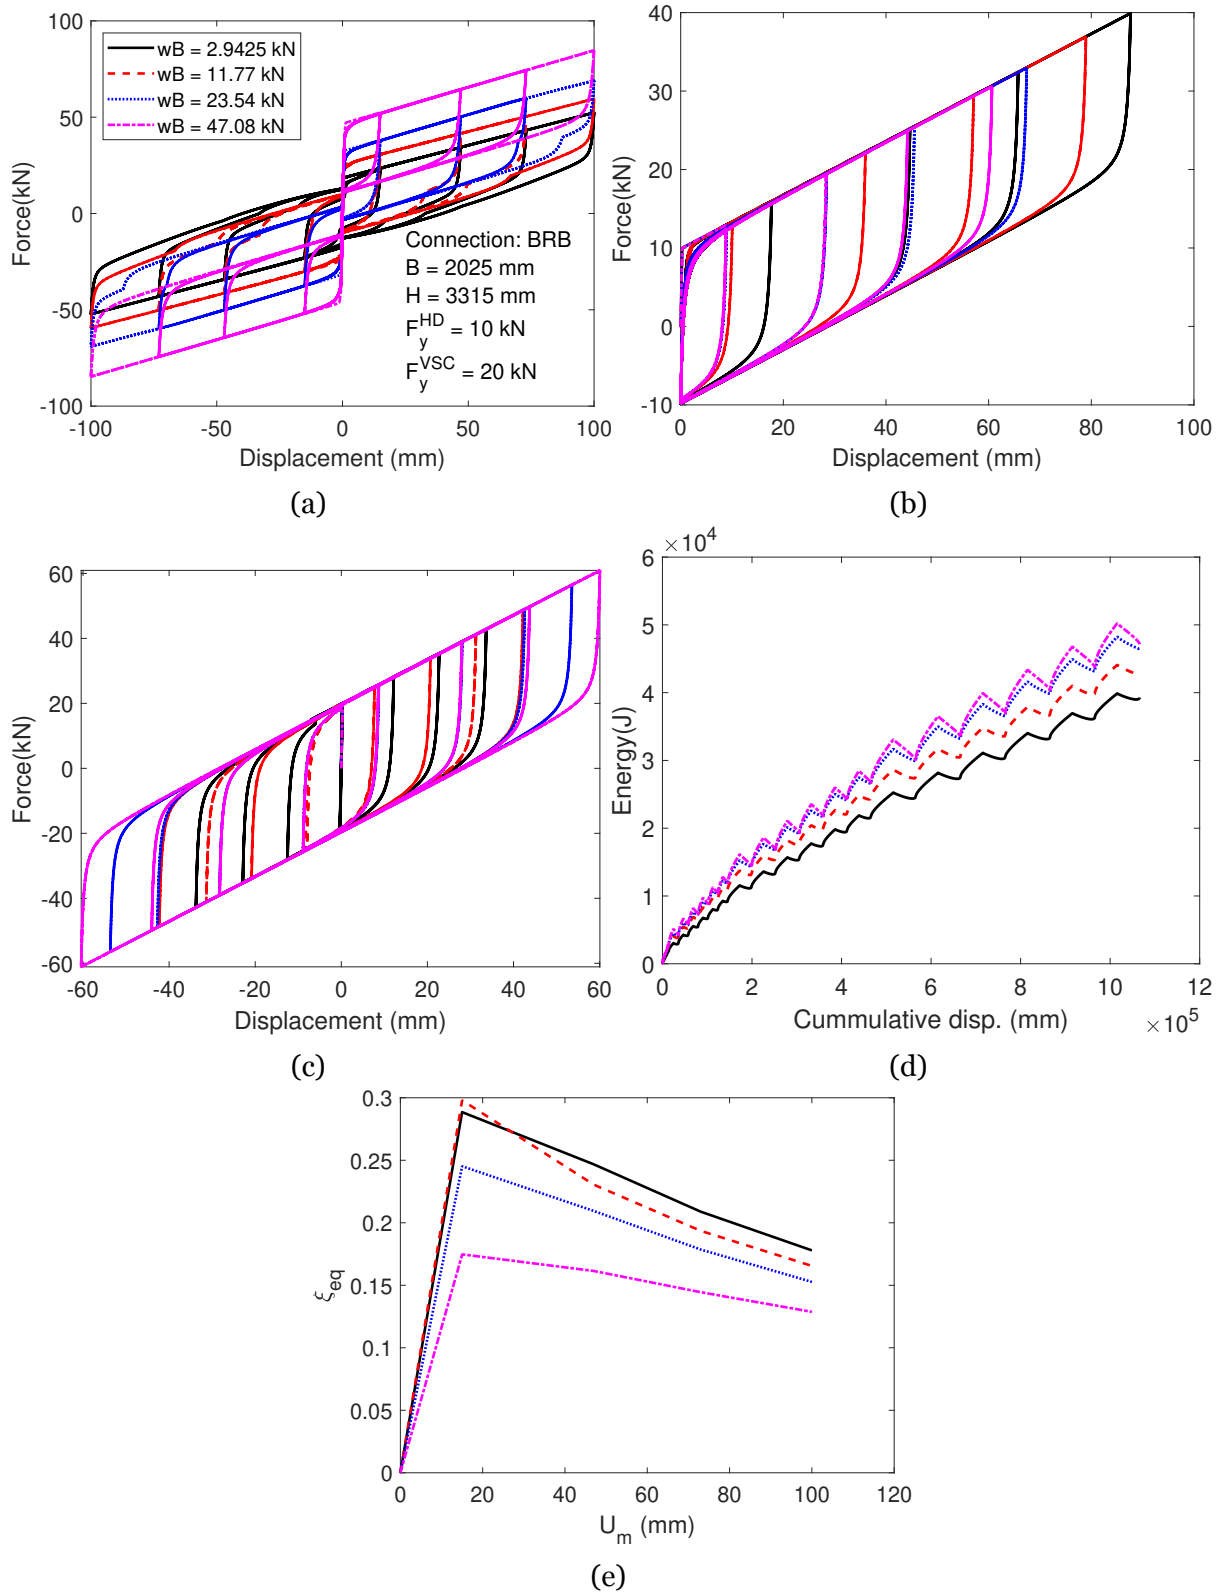 100
50
0
-50
-100
Force(kN)
wB = 2.9425 kN
wB = 11.77 kN
wB = 23.54 kN
wB = 47.08 kN
Connection: BRB
B = 2025 mm
H = 3315 mm
F_y^HD = 10 kN
F_y^VSC = 20 kN
-100 -50 0 50 100
Displacement (mm)
(a)
40
30
20
10
0
-10
Force(kN)
0 20 40 60 80 100
Displacement (mm)
(b)
60
40
20
0
-20
-40
-60
Force(kN)
-60 -40 -20 0 20 40 60
Displacement (mm)
(c)
×10^4
6
5
4
3
2
1
0
Energy(J)
0 2 4 6 8 10 12
Cummulative disp. (mm)
×10^5
(d)
0.3
0.25
0.2
0.15
0.1
0.05
0
ξ_eq
0 20 40 60 80 100 120
U_m (mm)
(e)